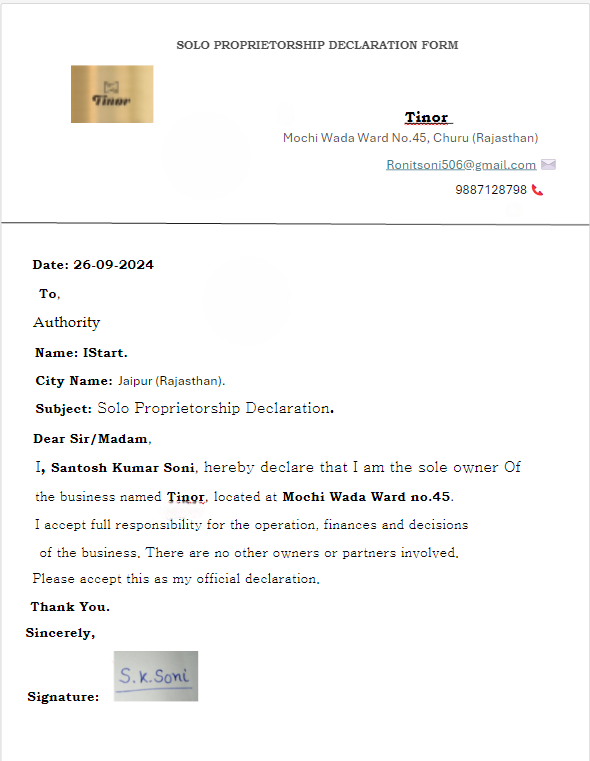 SOLO PROPRIETORSHIP DECLARATION FORM
Tinor
Tinor
Mochi Wada Ward No.45, Churu (Rajasthan)
Ronitsoni506@gmail.com
9887128798
Date: 26-09-2024
To,
Authority
Name: IStart.
City Name: Jaipur (Rajasthan).
Subject: Solo Proprietorship Declaration.
Dear Sir/Madam,
I, Santosh Kumar Soni, hereby declare that I am the sole owner Of
the business named Tinor, located at Mochi Wada Ward no.45.
I accept full responsibility for the operation, finances and decisions
of the business. There are no other owners or partners involved.
Please accept this as my official declaration.
Thank You.
Sincerely,
S.K.Soni
Signature: